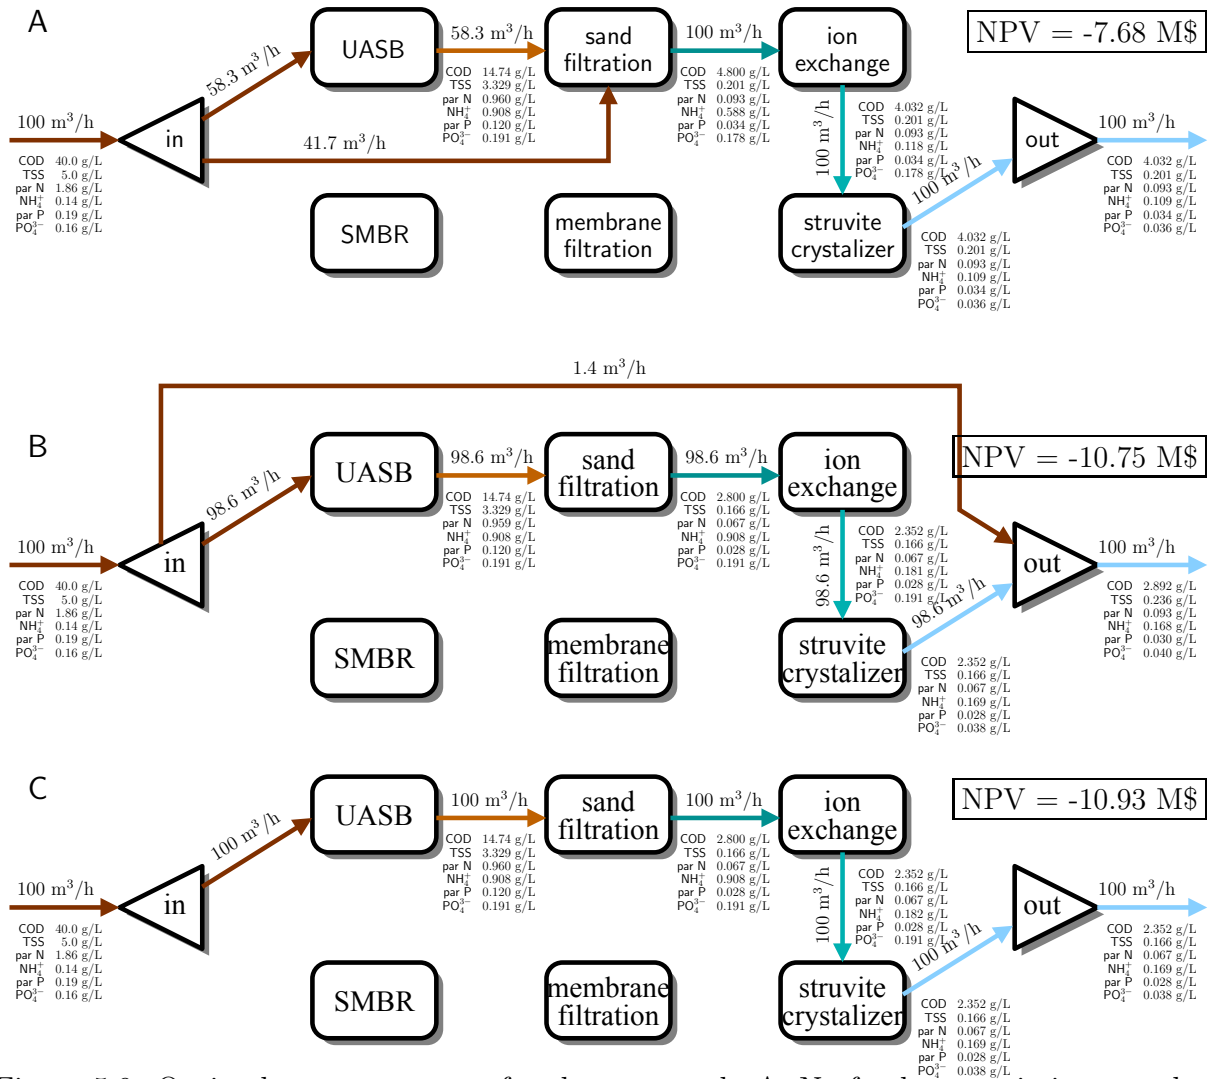 A
NPV = -7.68 M$
100 m³/h
in
COD 40.0 g/L
TSS 5.0 g/L
par N 1.86 g/L
NH₄⁺ 0.14 g/L
par P 0.19 g/L
PO₄³⁻ 0.16 g/L
58.3 m³/h
41.7 m³/h
UASB
58.3 m³/h
COD 14.74 g/L
TSS 3.329 g/L
par N 0.960 g/L
NH₄⁺ 0.908 g/L
par P 0.120 g/L
PO₄³⁻ 0.191 g/L
sand
filtration
100 m³/h
COD 4.800 g/L
TSS 0.201 g/L
par N 0.093 g/L
NH₄⁺ 0.588 g/L
par P 0.034 g/L
PO₄³⁻ 0.178 g/L
ion
exchange
100 m³/h
COD 4.032 g/L
TSS 0.201 g/L
par N 0.093 g/L
NH₄⁺ 0.118 g/L
par P 0.034 g/L
PO₄³⁻ 0.178 g/L
SMBR
membrane
filtration
struvite
crystalizer
100 m³/h
COD 4.032 g/L
TSS 0.201 g/L
par N 0.093 g/L
NH₄⁺ 0.109 g/L
par P 0.034 g/L
PO₄³⁻ 0.036 g/L
out
100 m³/h
COD 4.032 g/L
TSS 0.201 g/L
par N 0.093 g/L
NH₄⁺ 0.109 g/L
par P 0.034 g/L
PO₄³⁻ 0.036 g/L
1.4 m³/h
B
NPV = -10.75 M$
100 m³/h
in
COD 40.0 g/L
TSS 5.0 g/L
par N 1.86 g/L
NH₄⁺ 0.14 g/L
par P 0.19 g/L
PO₄³⁻ 0.16 g/L
98.6 m³/h
UASB
98.6 m³/h
COD 14.74 g/L
TSS 3.329 g/L
par N 0.959 g/L
NH₄⁺ 0.908 g/L
par P 0.120 g/L
PO₄³⁻ 0.191 g/L
sand
filtration
98.6 m³/h
COD 2.800 g/L
TSS 0.166 g/L
par N 0.067 g/L
NH₄⁺ 0.908 g/L
par P 0.028 g/L
PO₄³⁻ 0.191 g/L
ion
exchange
98.6 m³/h
COD 2.352 g/L
TSS 0.166 g/L
par N 0.067 g/L
NH₄⁺ 0.181 g/L
par P 0.028 g/L
PO₄³⁻ 0.191 g/L
SMBR
membrane
filtration
struvite
crystalizer
98.6 m³/h
COD 2.352 g/L
TSS 0.166 g/L
par N 0.067 g/L
NH₄⁺ 0.169 g/L
par P 0.028 g/L
PO₄³⁻ 0.038 g/L
out
100 m³/h
COD 2.892 g/L
TSS 0.236 g/L
par N 0.093 g/L
NH₄⁺ 0.168 g/L
par P 0.030 g/L
PO₄³⁻ 0.040 g/L
C
NPV = -10.93 M$
100 m³/h
in
COD 40.0 g/L
TSS 5.0 g/L
par N 1.86 g/L
NH₄⁺ 0.14 g/L
par P 0.19 g/L
PO₄³⁻ 0.16 g/L
100 m³/h
UASB
100 m³/h
COD 14.74 g/L
TSS 3.329 g/L
par N 0.960 g/L
NH₄⁺ 0.908 g/L
par P 0.120 g/L
PO₄³⁻ 0.191 g/L
sand
filtration
100 m³/h
COD 2.800 g/L
TSS 0.166 g/L
par N 0.067 g/L
NH₄⁺ 0.908 g/L
par P 0.028 g/L
PO₄³⁻ 0.191 g/L
ion
exchange
100 m³/h
COD 2.352 g/L
TSS 0.166 g/L
par N 0.067 g/L
NH₄⁺ 0.182 g/L
par P 0.028 g/L
PO₄³⁻ 0.191 g/L
SMBR
membrane
filtration
struvite
crystalizer
100 m³/h
COD 2.352 g/L
TSS 0.166 g/L
par N 0.067 g/L
NH₄⁺ 0.169 g/L
par P 0.028 g/L
PO₄³⁻ 0.038 g/L
out
100 m³/h
COD 2.352 g/L
TSS 0.166 g/L
par N 0.067 g/L
NH₄⁺ 0.169 g/L
par P 0.028 g/L
PO₄³⁻ 0.038 g/L